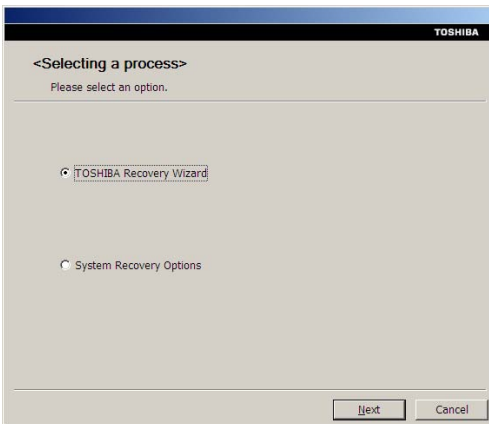 TOSHIBA
<Selecting a process>
Please select an option.
TOSHIBA Recovery Wizard
System Recovery Options
Next
Cancel